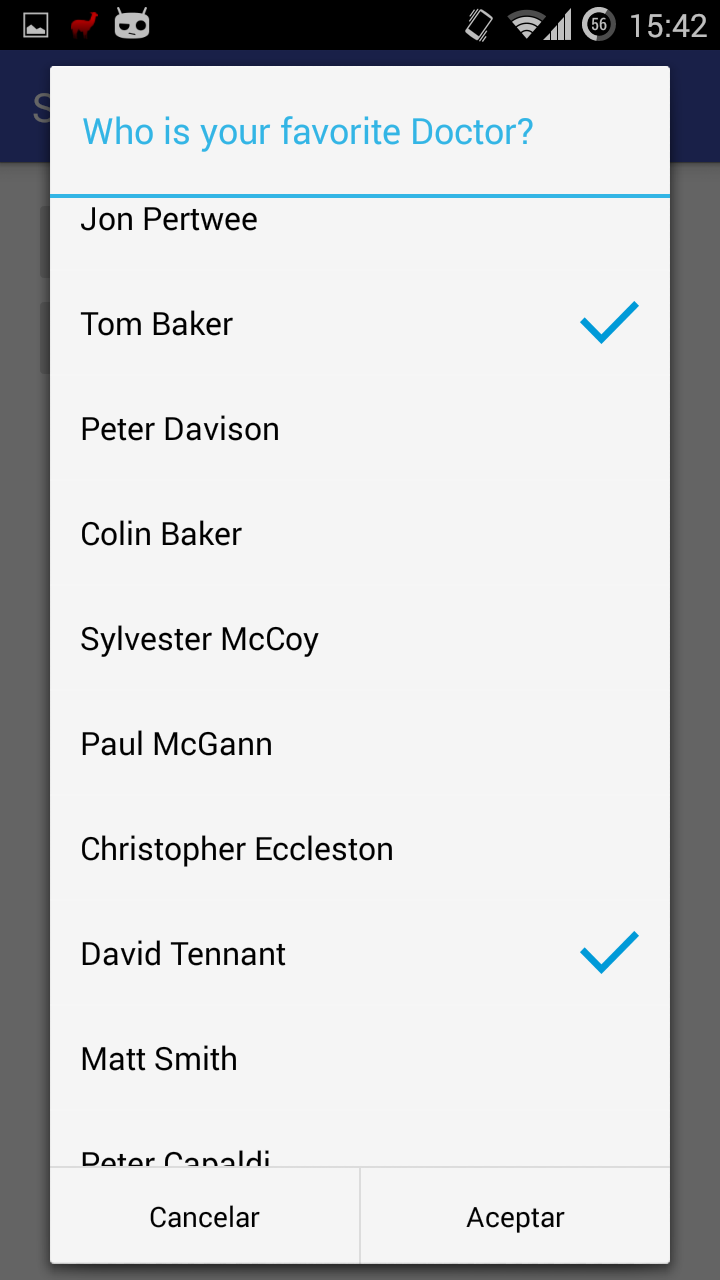 56 15:42
S
Who is your favorite Doctor?
Jon Pertwee
Tom Baker
Peter Davison
Colin Baker
Sylvester McCoy
Paul McGann
Christopher Eccleston
David Tennant
Matt Smith
Peter Capaldi
Cancelar Aceptar